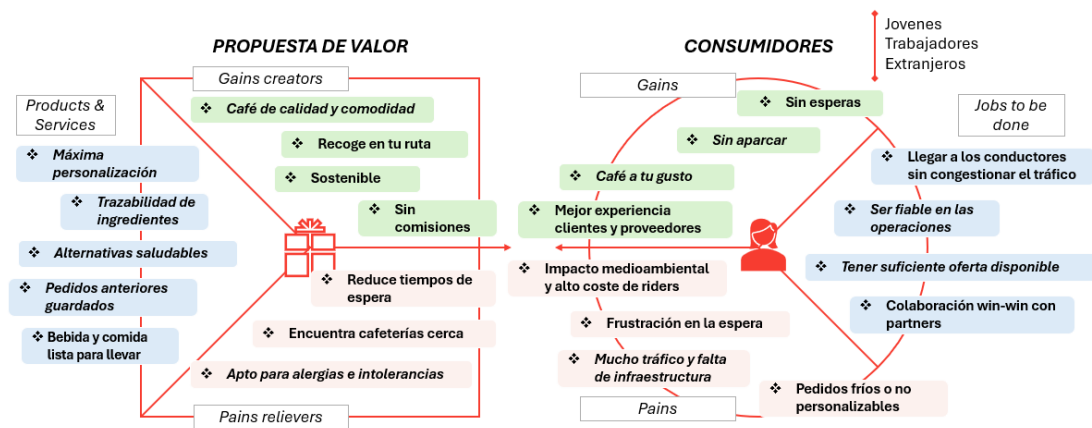 PROPUESTA DE VALOR
Gains creators
Products &
Services
❖ Café de calidad y comodidad
❖ Recoge en tu ruta
❖ Sostenible
❖ Sin
comisiones
❖ Máxima
personalización
❖ Trazabilidad de
ingredientes
❖ Alternativas saludables
❖ Pedidos anteriores
guardados
❖ Bebida y comida
lista para llevar
❖ Reduce tiempos de
espera
❖ Encuentra cafeterías cerca
❖ Apto para alergias e intolerancias
Pains relievers
CONSUMIDORES
Jovenes
Trabajadores
Extranjeros
Gains
Jobs to be
done
❖ Sin esperas
❖ Sin aparcar
❖ Café a tu gusto
❖ Mejor experiencia
clientes y proveedores
❖ Llegar a los conductores
sin congestionar el tráfico
❖ Ser fiable en las
operaciones
❖ Tener suficiente oferta disponible
❖ Colaboración win-win con
partners
❖ Impacto medioambiental
y alto coste de riders
❖ Frustración en la espera
❖ Mucho tráfico y falta
de infraestructura
❖ Pedidos fríos o no
personalizables
Pains